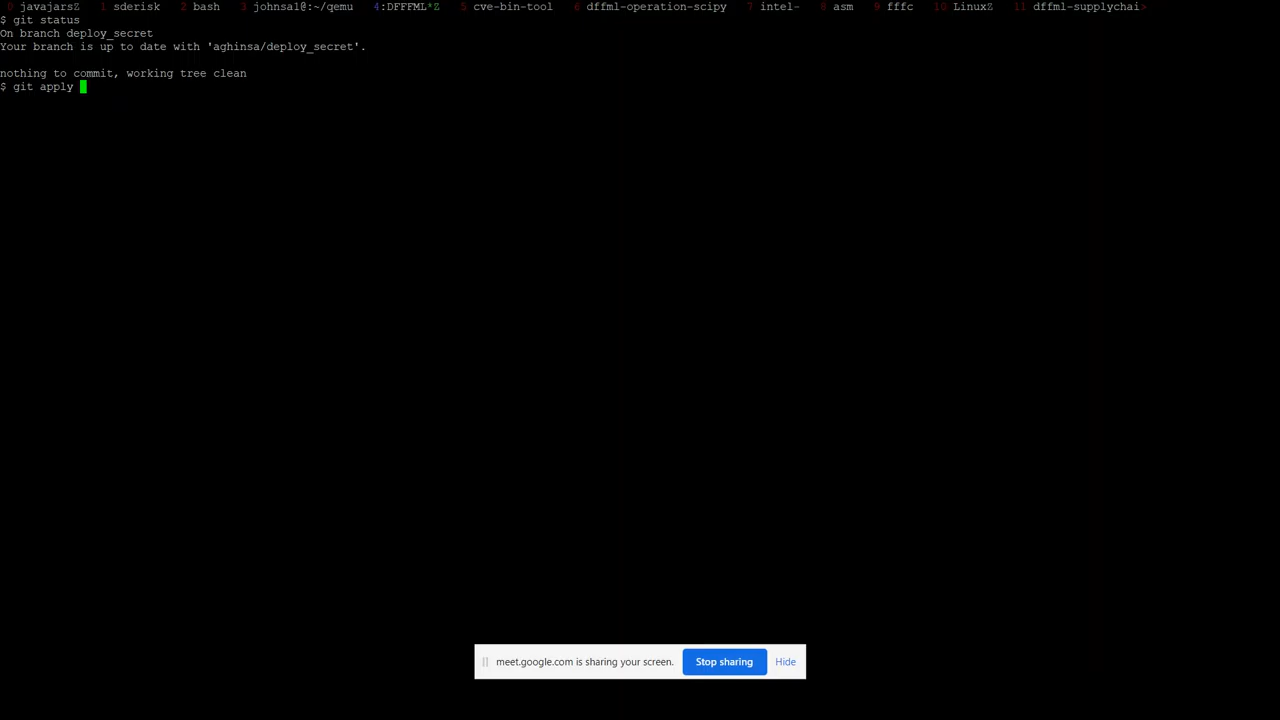 0 javajarsZ 1 sderisk 2 bash 3 johnsa1@:~/qemu 4:DFFFML*Z 5 cve-bin-tool 6 dffml-operation-scipy 7 intel- 8 asm 9 fffc 10 LinuxZ 11 dffml-supplychai>
$ git status
On branch deploy_secret
Your branch is up to date with 'aghinsa/deploy_secret'.
nothing to commit, working tree clean
$ git apply
meet.google.com is sharing your screen. Stop sharing Hide